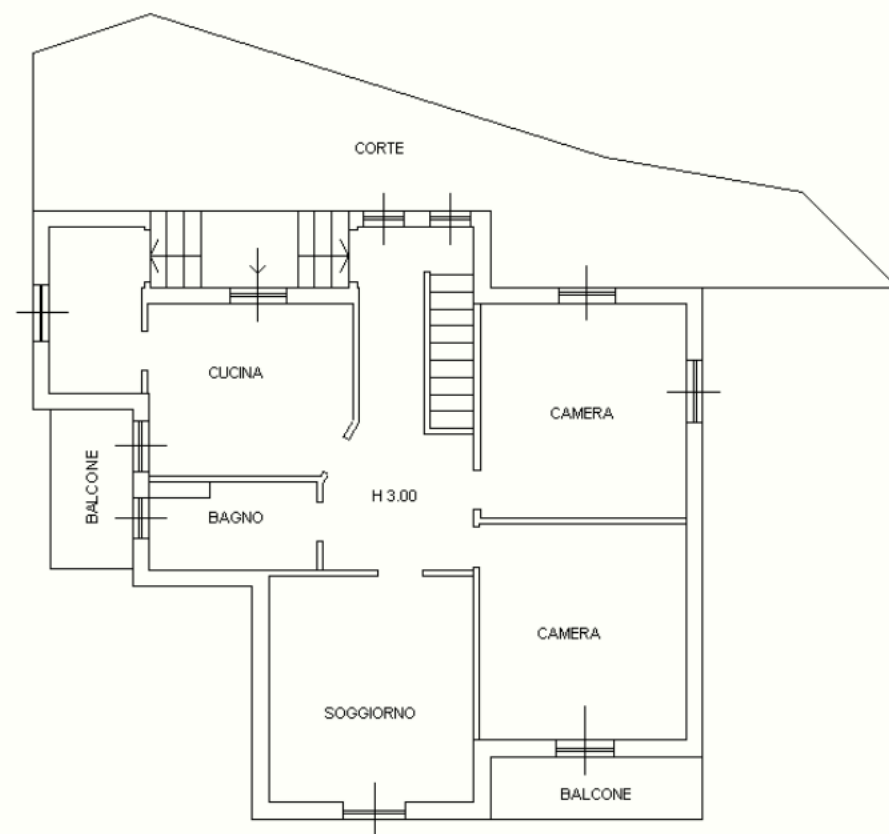 CORTE
CUCINA
CAMERA
BALCONE
H 3.00
BAGNO
CAMERA
SOGGIORNO
BALCONE